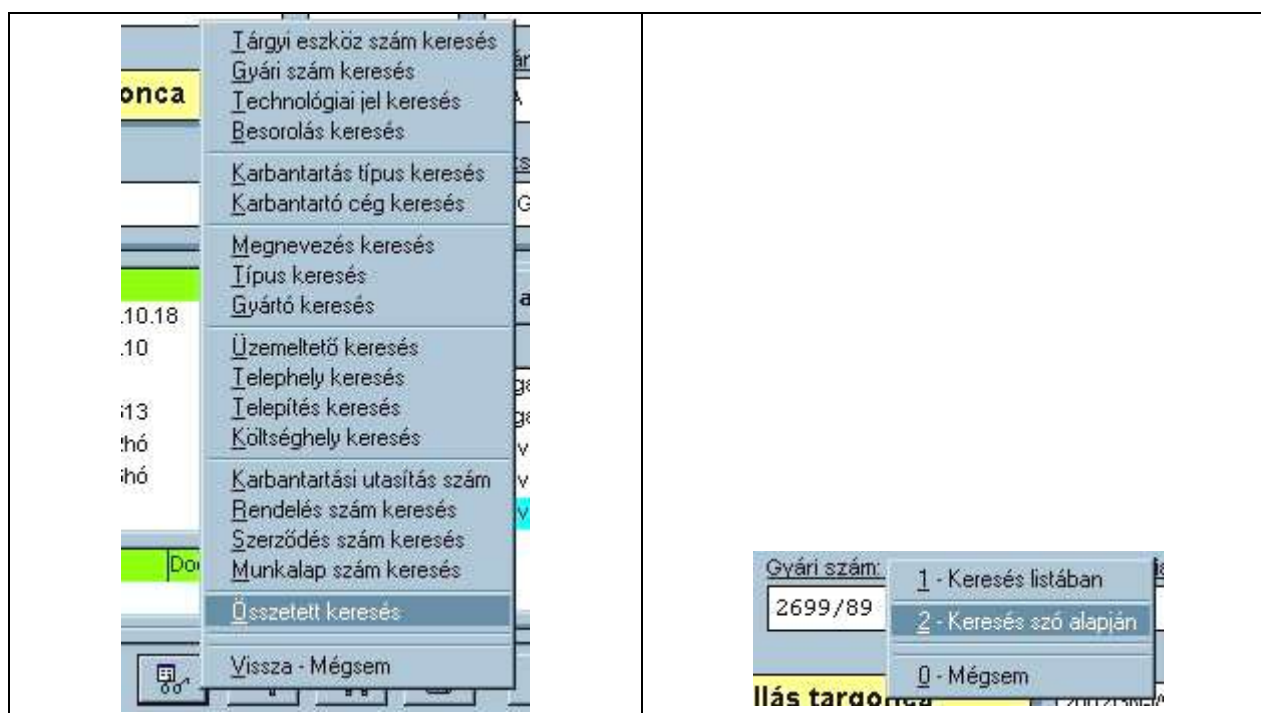 Tárgyi eszköz szám keresés
Gyári szám keresés
Technológiai jel keresés
Besorolás keresés
Karbantartás típus keresés
Karbantartó cég keresés
Megnevezés keresés
Típus keresés
Gyártó keresés
Üzemeltető keresés
Telephely keresés
Telepítés keresés
Költséghely keresés
Karbantartási utasítás szám
Rendelés szám keresés
Szerződés szám keresés
Munkalap szám keresés
Összetett keresés
Vissza - Mégsem
onca
.10.18
.10
hó
hó
Gyári szám:
2699/89
1 - Keresés listában
2 - Keresés szó alapján
0 - Mégsem
llás targonca